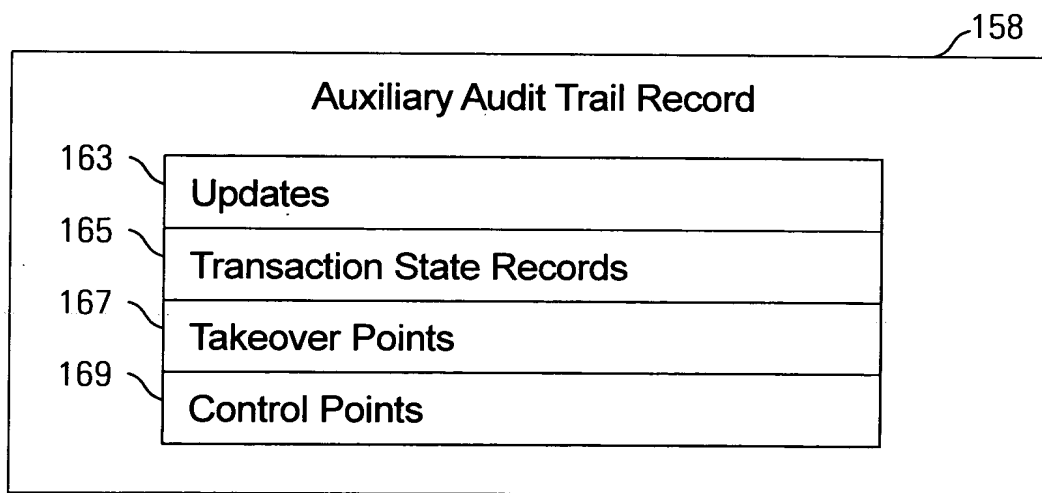 158
Auxiliary Audit Trail Record
163
Updates
165
Transaction State Records
167
Takeover Points
169
Control Points